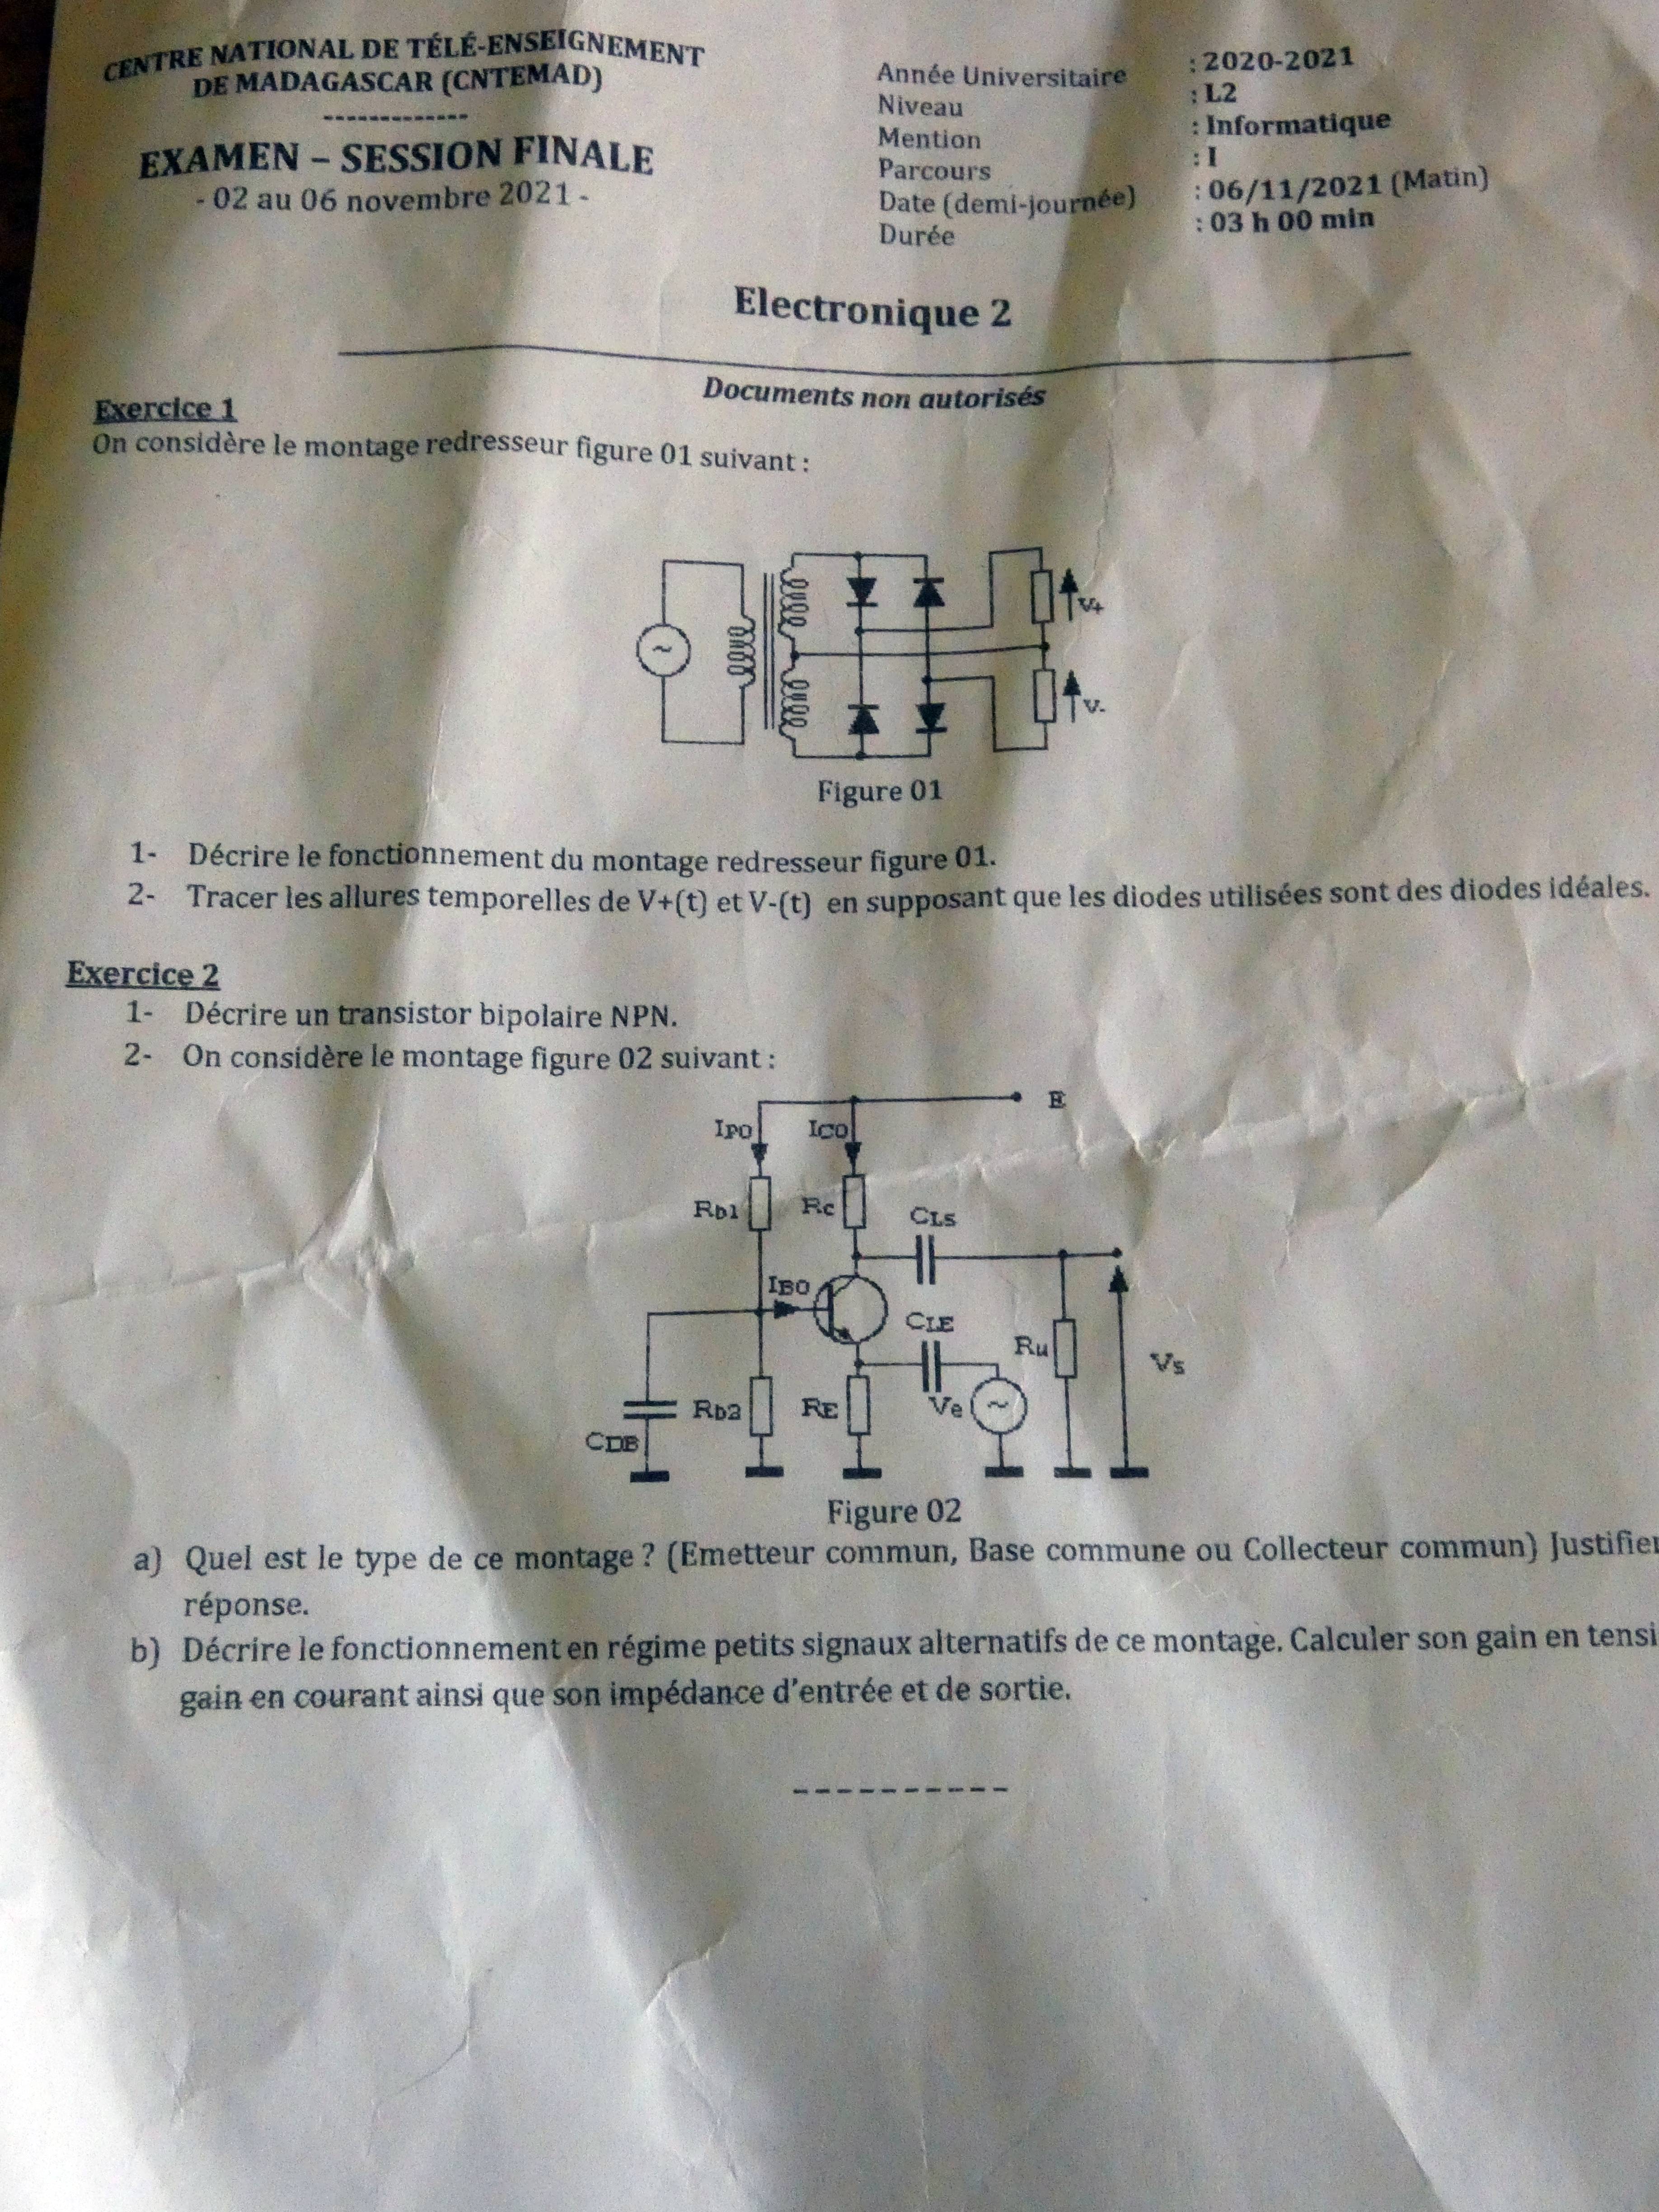 CENTRE NATIONAL DE TÉLÉ-ENSEIGNEMENT
DE MADAGASCAR (CNTEMAD)
-------------
EXAMEN – SESSION FINALE
- 02 au 06 novembre 2021 -
Année Universitaire : 2020-2021
Niveau : L2
Mention : Informatique
Parcours : I
Date (demi-journée) : 06/11/2021 (Matin)
Durée : 03 h 00 min
Electronique 2
Documents non autorisés
Exercice 1
On considère le montage redresseur figure 01 suivant :
~
V+
V-
Figure 01
1- Décrire le fonctionnement du montage redresseur figure 01.
2- Tracer les allures temporelles de V+(t) et V-(t) en supposant que les diodes utilisées sont des diodes idéales.
Exercice 2
1- Décrire un transistor bipolaire NPN.
2- On considère le montage figure 02 suivant :
E
IPO ICO
Rb1 RC CLS
IBO
CLE
Ru
VS
Rb2 RE Ve ~
CDB
Figure 02
a) Quel est le type de ce montage ? (Emetteur commun, Base commune ou Collecteur commun) Justifier
réponse.
b) Décrire le fonctionnement en régime petits signaux alternatifs de ce montage. Calculer son gain en tensi
gain en courant ainsi que son impédance d'entrée et de sortie.
----------